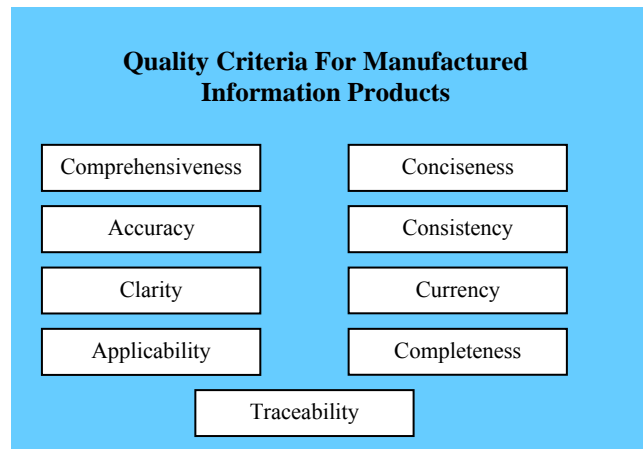 Quality Criteria For Manufactured
Information Products
Comprehensiveness
Conciseness
Accuracy
Consistency
Clarity
Currency
Applicability
Completeness
Traceability